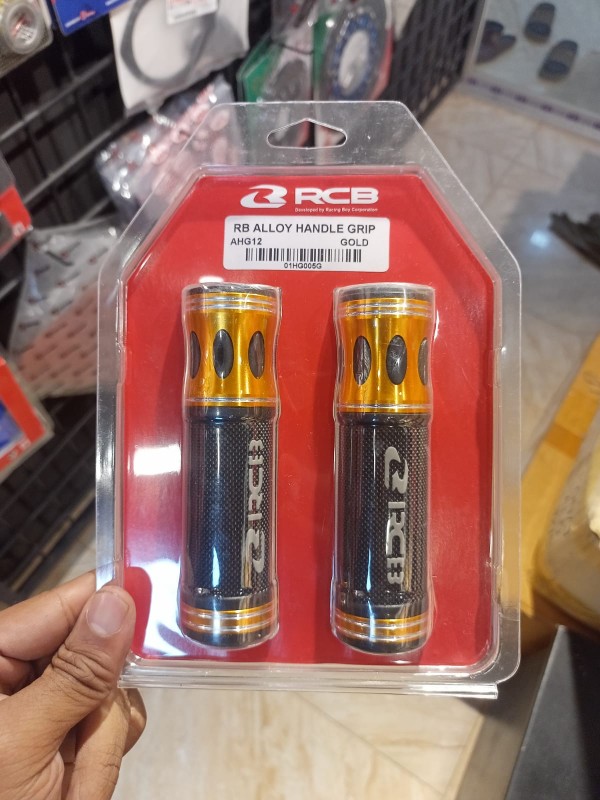 RCB
Developed by Racing Boy Corporation
RB ALLOY HANDLE GRIP
AHG12 GOLD
01HG005G
RCB
RCB